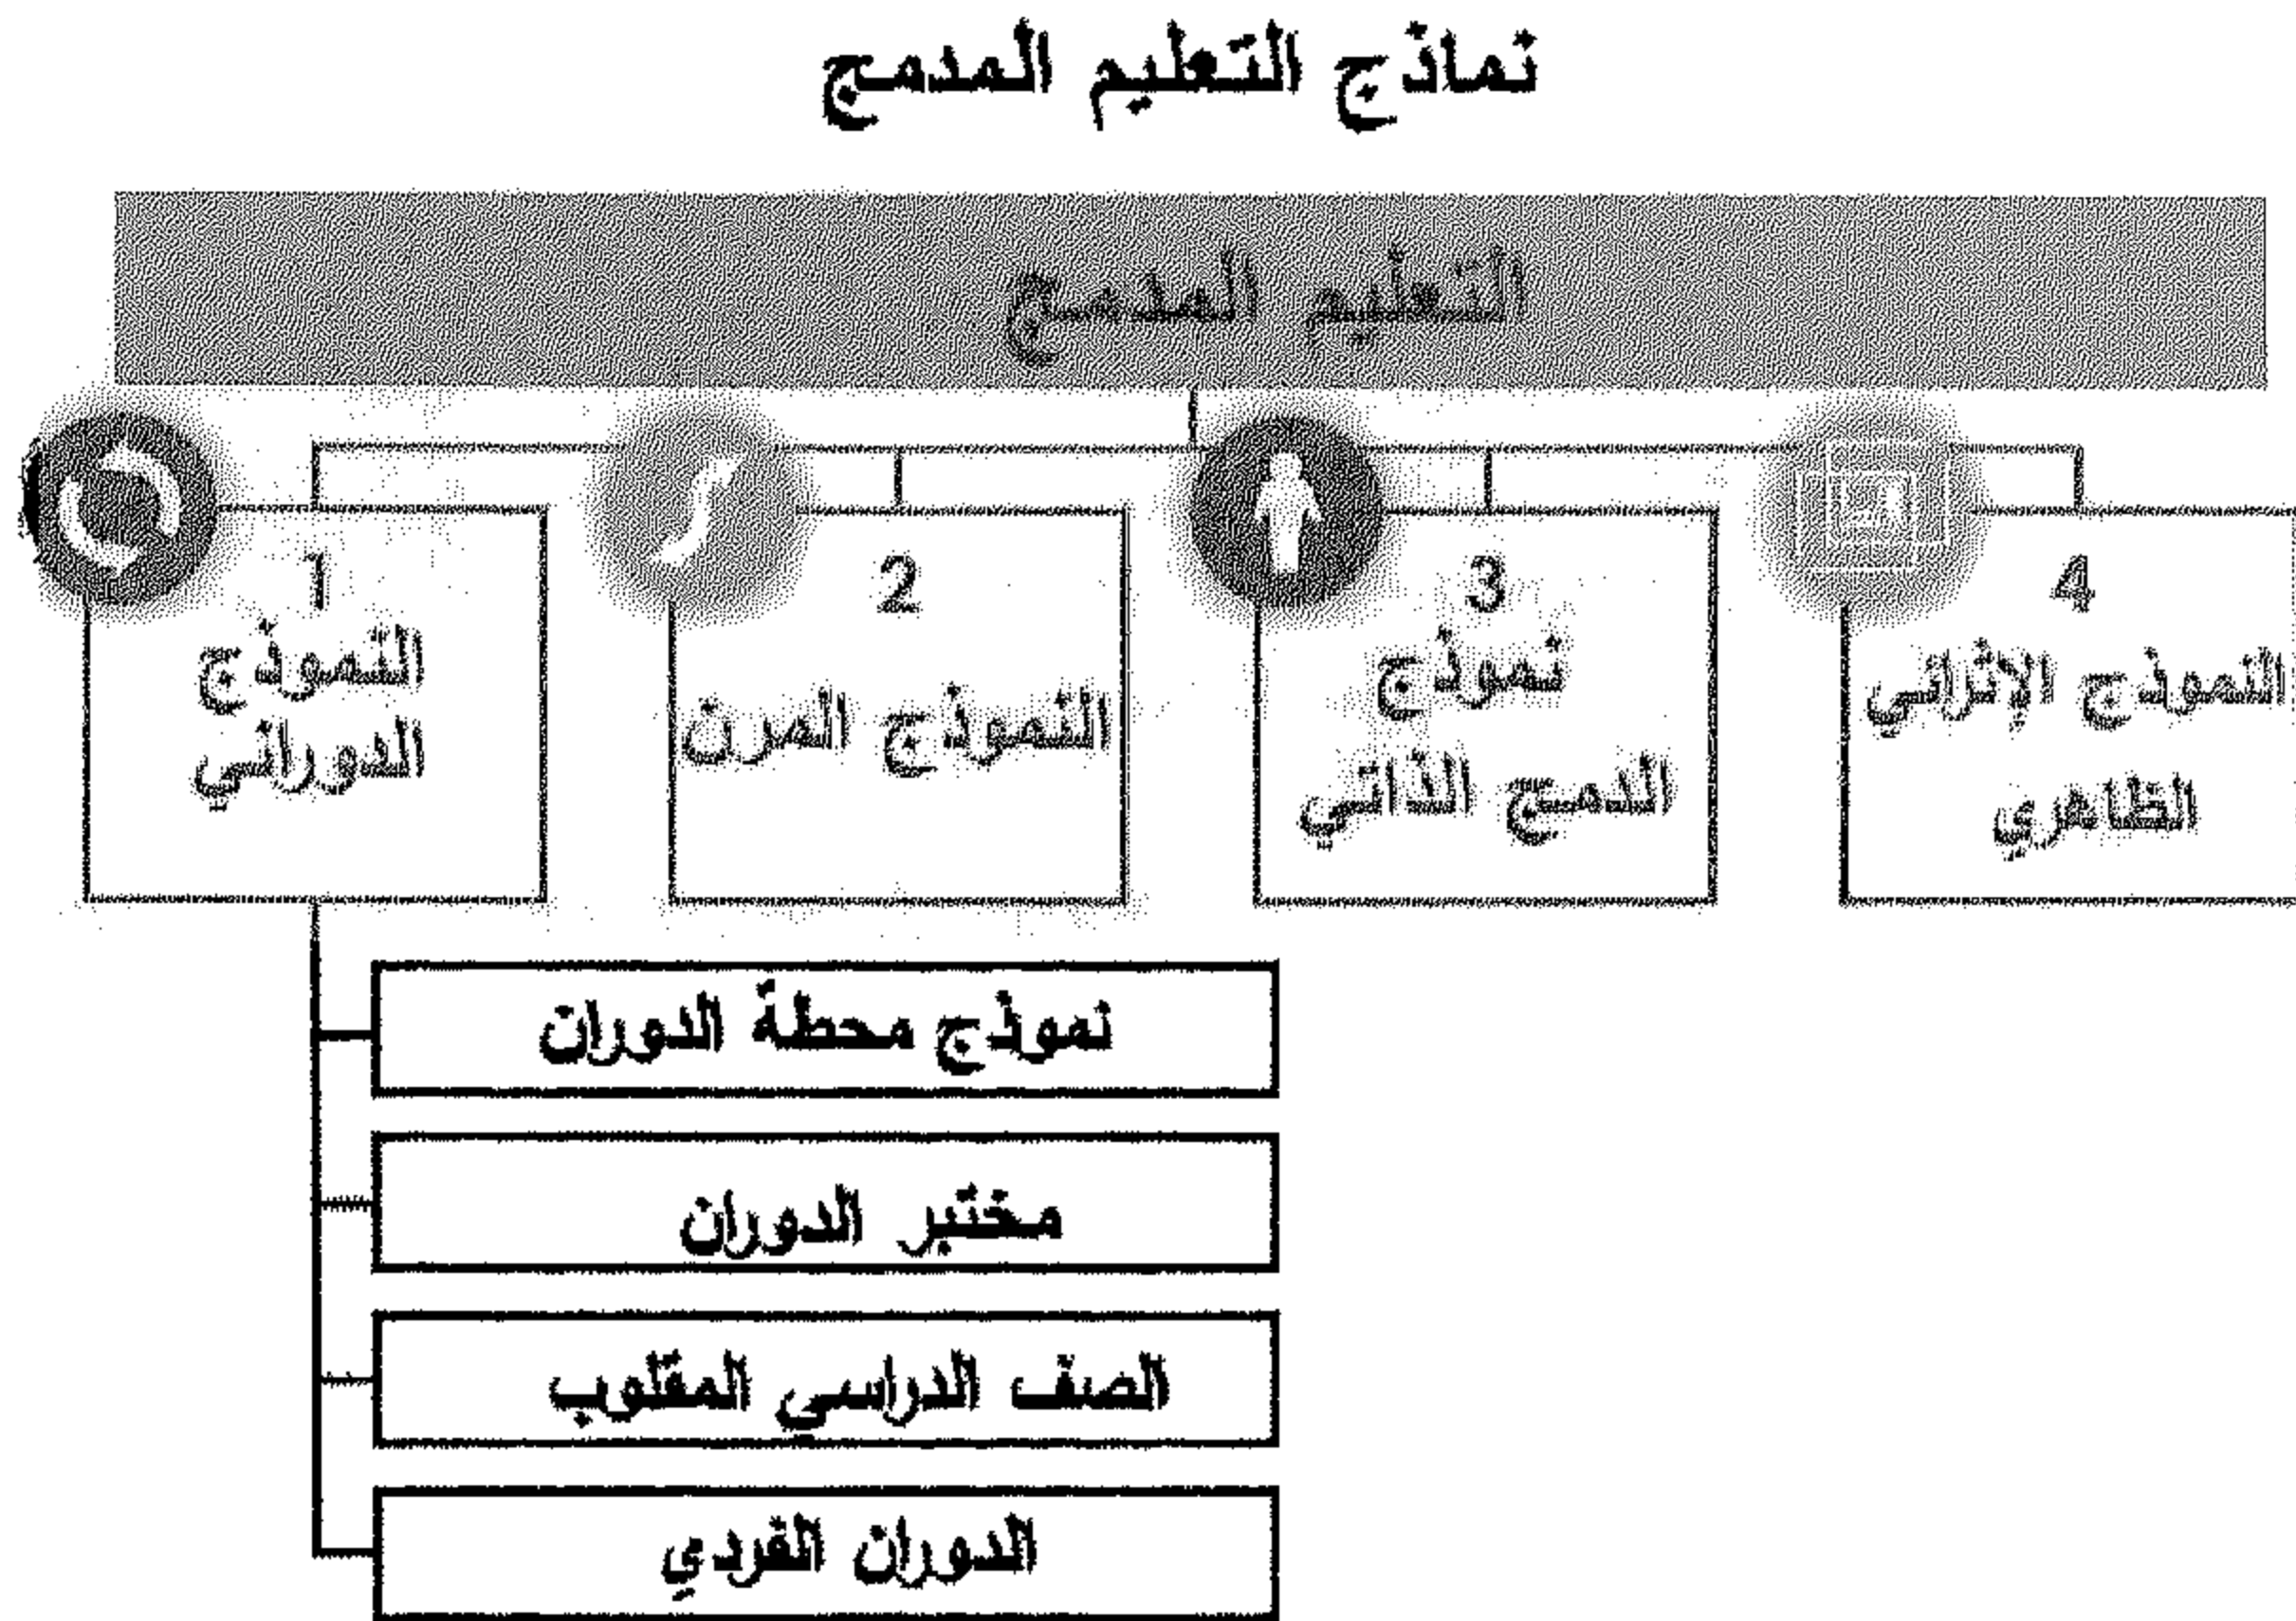 نماذج التعليم المدمج
التعليم المدمج
1
النموذج
الدوراني
2
النموذج المرن
3
نموذج
الدمج الذاتي
4
النموذج الإثرائي
الظاهري
نموذج محطة الدوران
مختبر الدوران
الصف الدراسي المقلوب
الدوران الفردي